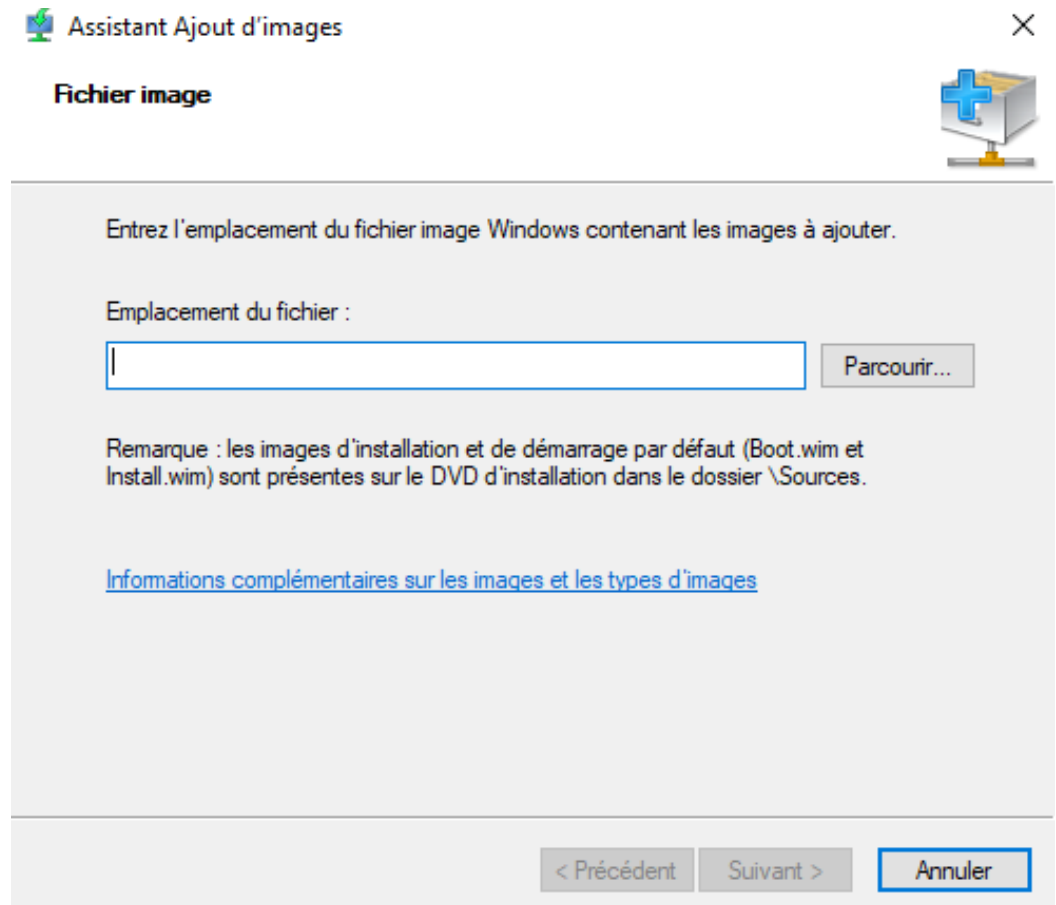 Assistant Ajout d'images
Fichier image
Entrez l'emplacement du fichier image Windows contenant les images à ajouter.
Emplacement du fichier :
Parcourir...
Remarque : les images d'installation et de démarrage par défaut (Boot.wim et
Install.wim) sont présentes sur le DVD d'installation dans le dossier \Sources.
Informations complémentaires sur les images et les types d'images
< Précédent
Suivant >
Annuler